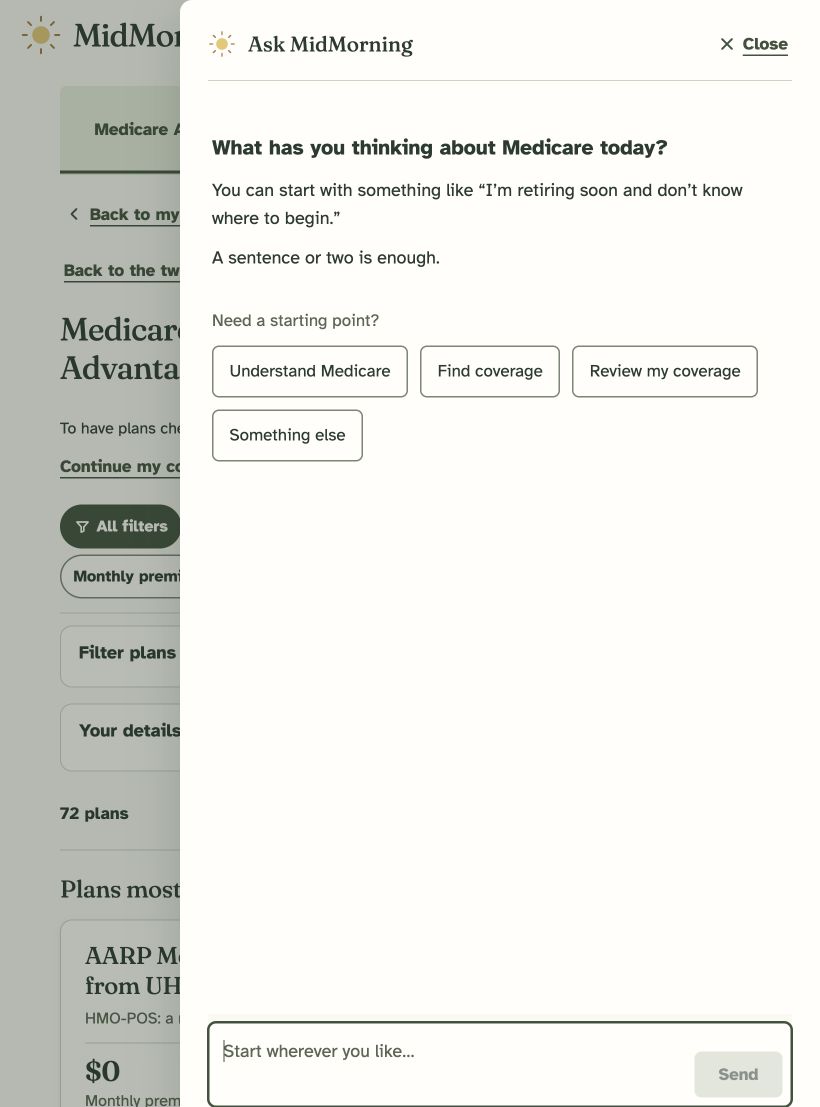 MidMor
Medicare A
Back to my
Back to the tw
Medicare
Advanta
To have plans che
Continue my co
All filters
Monthly premi
Filter plans
Your details
72 plans
Plans most
AARP Me
from UH
HMO-POS: a
$0
Monthly prem
Ask MidMorning
Close
What has you thinking about Medicare today?
You can start with something like “I’m retiring soon and don’t know
where to begin.”
A sentence or two is enough.
Need a starting point?
Understand Medicare
Find coverage
Review my coverage
Something else
Start wherever you like...
Send